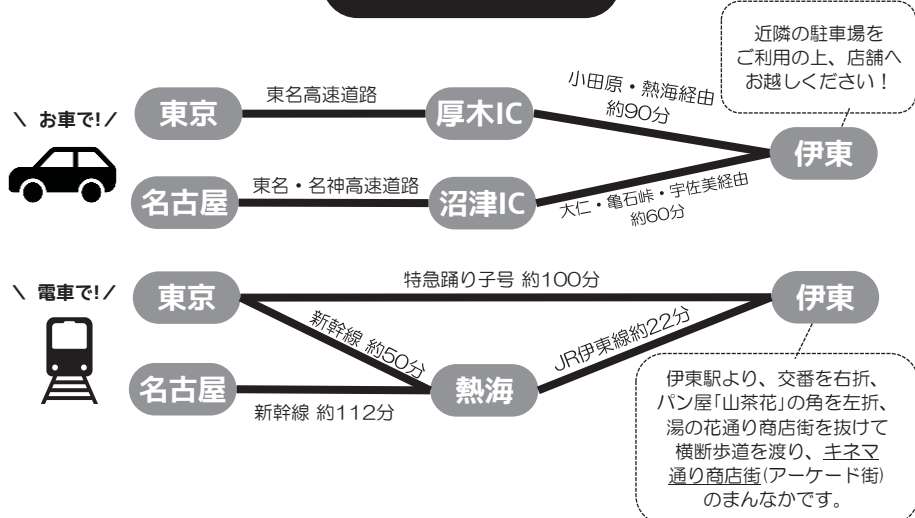 近隣の駐車場を
ご利用の上、店舗へ
お越しください！
\ お車で!/
東京
東名高速道路
厚木IC
小田原・熱海経由
約90分
伊東
名古屋
東名・名神高速道路
沼津IC
大仁・亀石峠・宇佐美経由
約60分
\ 電車で!/
東京
特急踊り子号 約100分
伊東
新幹線 約50分
JR伊東線約22分
名古屋
新幹線 約112分
熱海
伊東駅より、交番を右折、
パン屋｢山茶花｣の角を左折、
湯の花通り商店街を抜けて
横断歩道を渡り、キネマ
通り商店街(アーケード街)
のまんなかです。